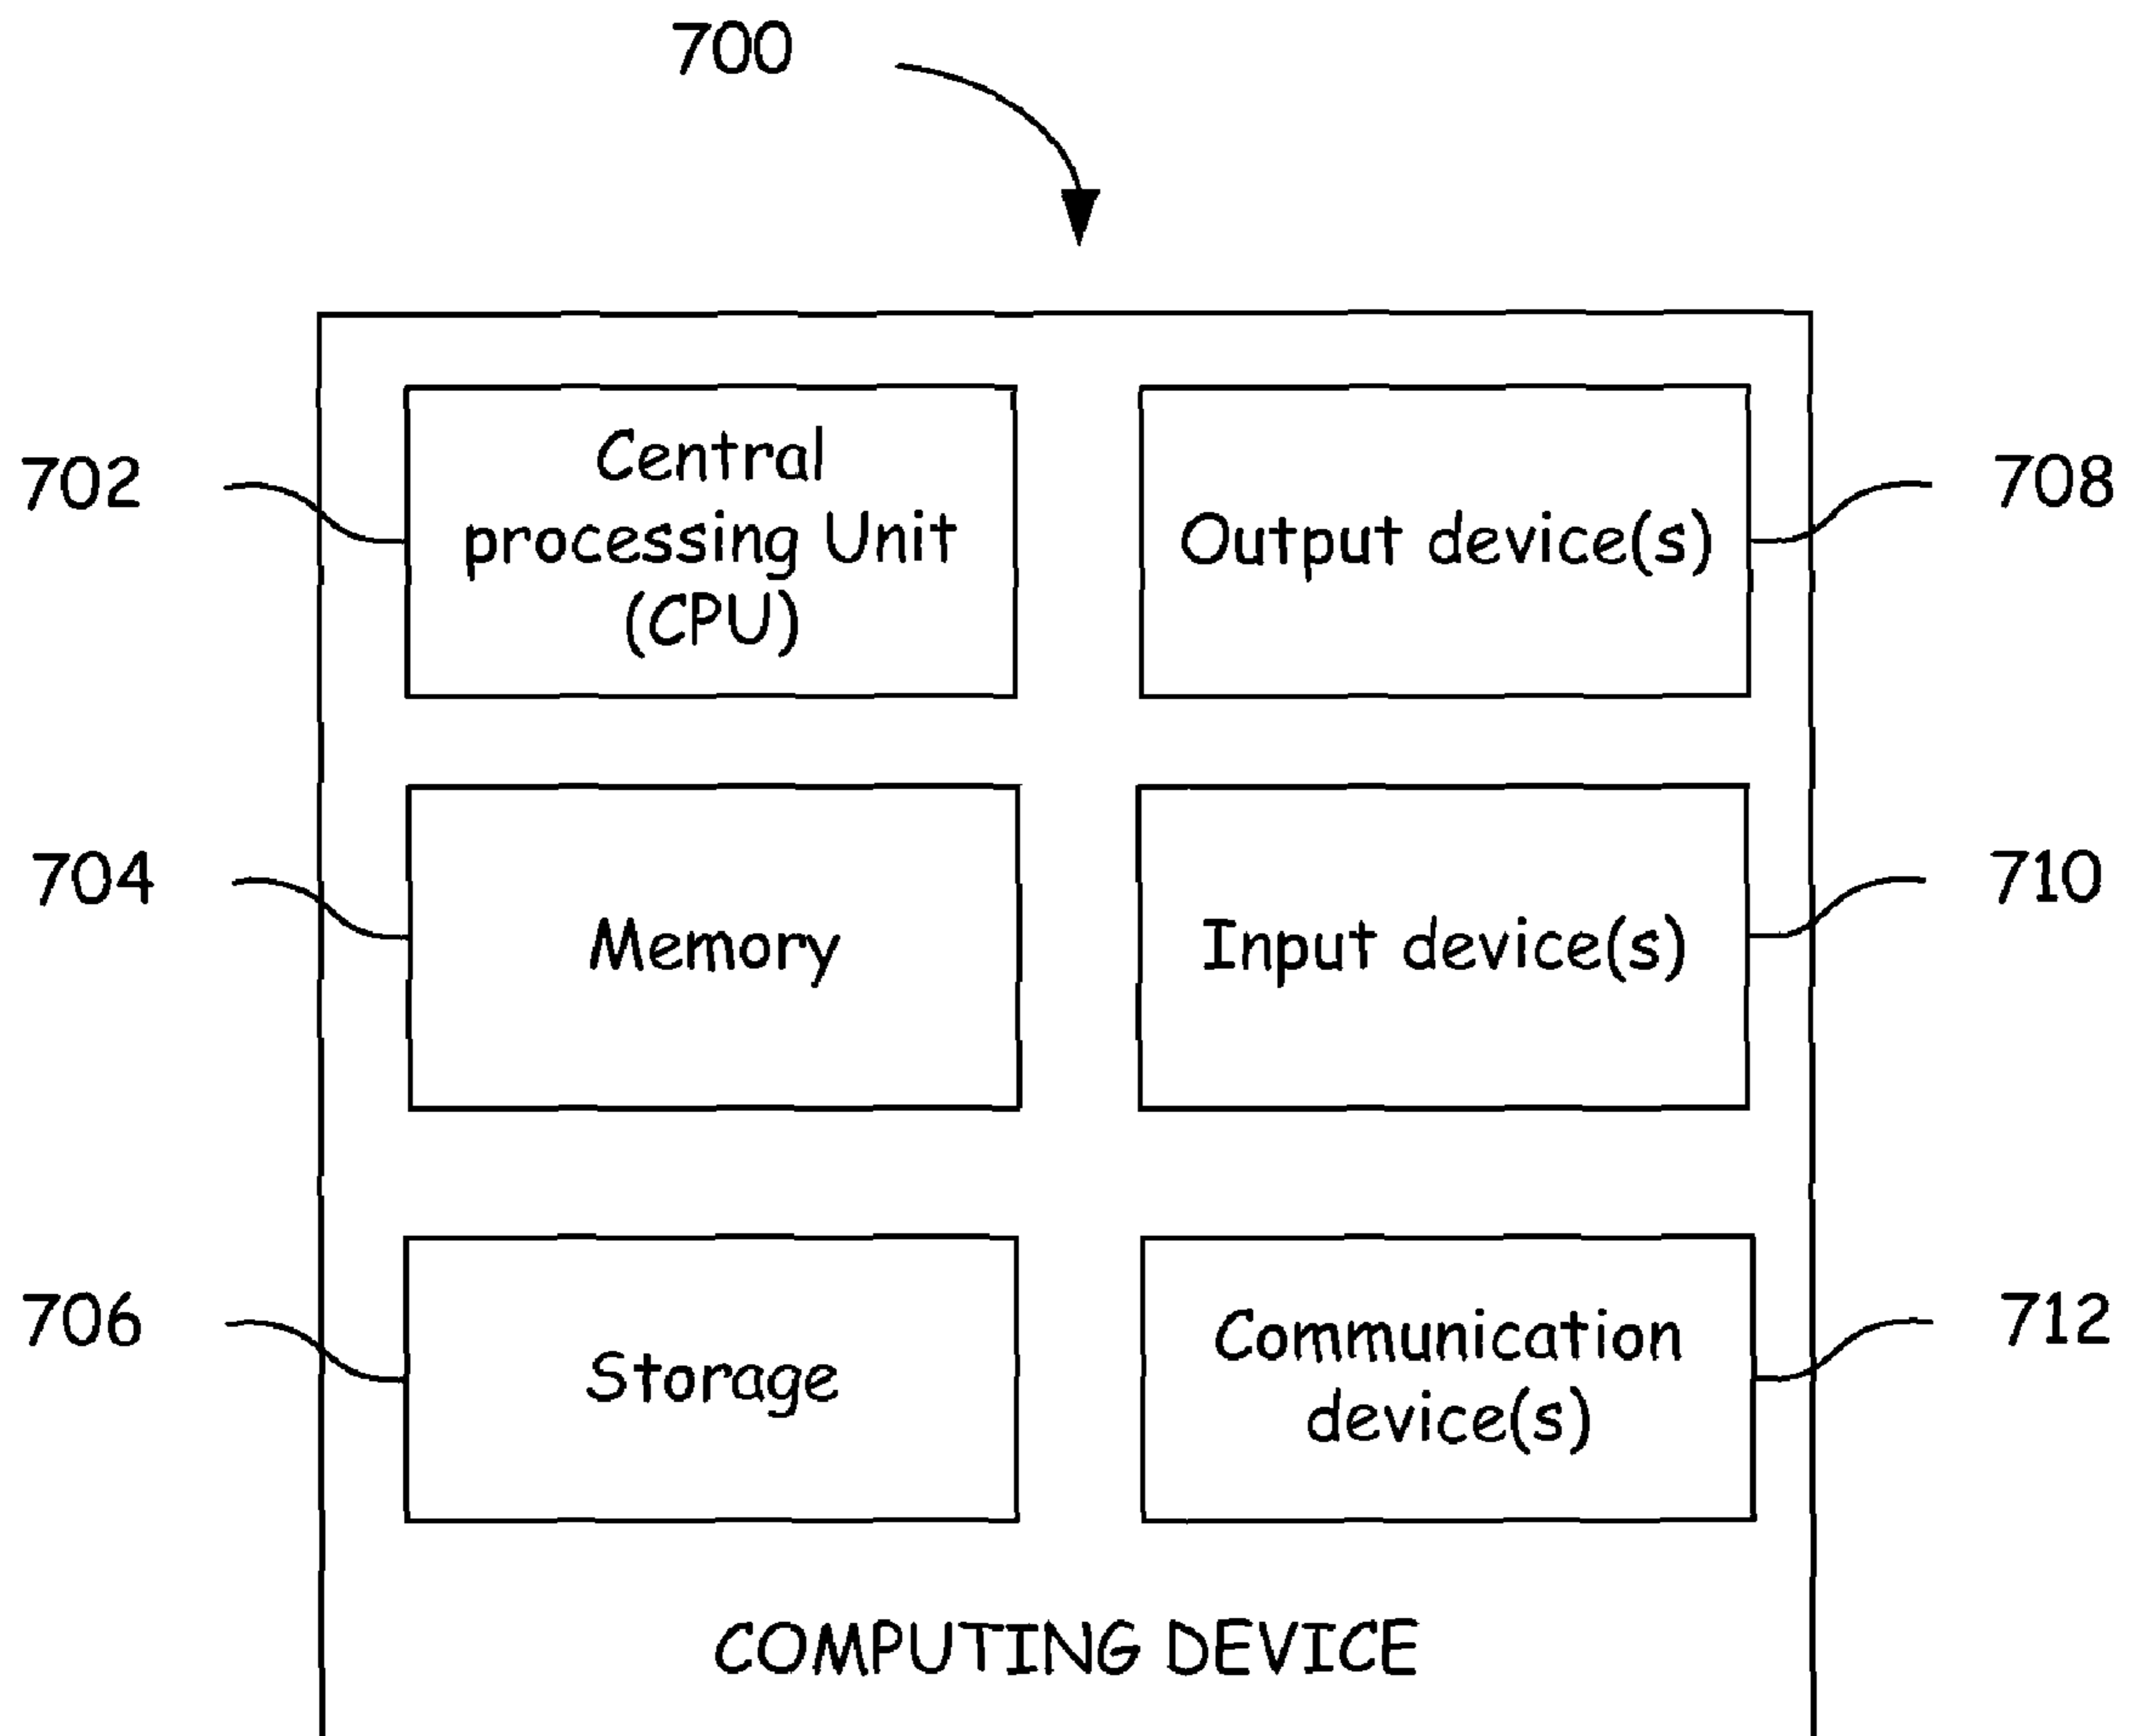 700
702
Central
processing Unit
(CPU)
Output device(s)
708
704
Memory
Input device(s)
710
706
Storage
Communication
device(s)
712
COMPUTING DEVICE